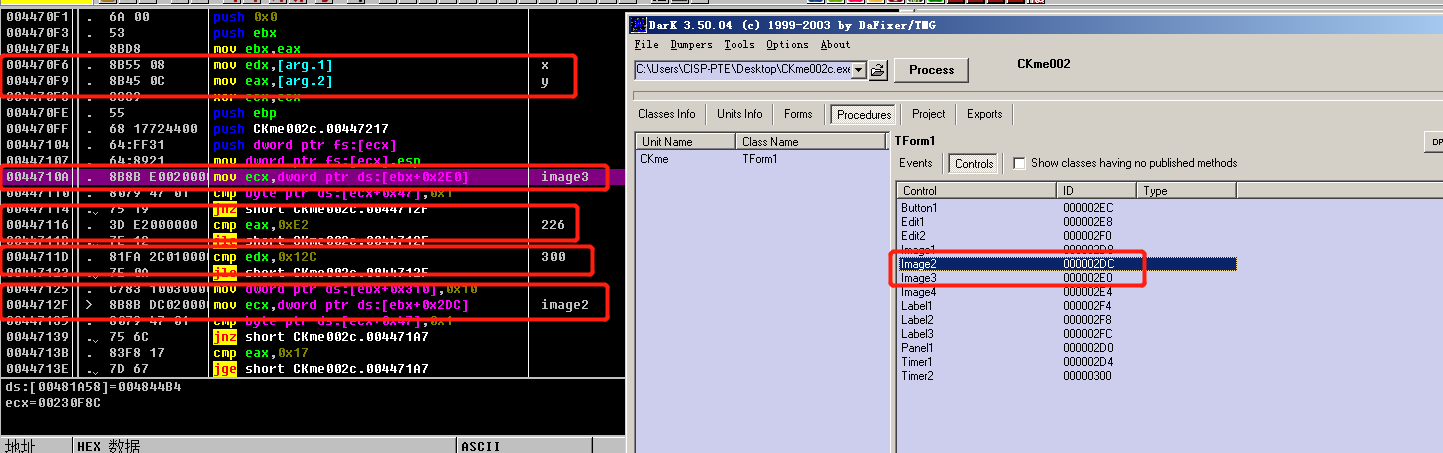 004470F1 . 6A 00 push 0x0
004470F3 . 53 push ebx
004470F4 . 8BD8 mov ebx,eax
004470F6 . 8B55 08 mov edx,[arg.1] x
004470F9 . 8B45 0C mov eax,[arg.2] y
004470FE . 55 push ebp
004470FF . 68 17724400 push CKme002c.00447217
00447104 . 64:FF31 push dword ptr fs:[ecx]
00447107 . 64:8921 mov dword ptr fs:[ecx],esp
0044710A . 8B8B E0020000 mov ecx,dword ptr ds:[ebx+0x2E0] image3
00447110 . 8079 47 01 cmp byte ptr ds:[ecx+0x47],0x1
00447114 . 75 19 jnz short CKme002c.0044712F
00447116 . 3D E2000000 cmp eax,0xE2 226
short CKme002c.0044712F
0044711D . 81FA 2C01000 cmp edx,0x12C 300
00447123 . 7E 0A jle short CKme002c.0044712F
00447125 . C783 1003000 mov dword ptr ds:[ebx+0x310],0x10
0044712F > 8B8B DC02000 mov ecx,dword ptr ds:[ebx+0x2DC] image2
00447135 . 8079 47 01 cmp byte ptr ds:[ecx+0x47],0x1
00447139 . 75 6C jnz short CKme002c.004471A7
0044713B . 83F8 17 cmp eax,0x17
0044713E . 7D 67 jge short CKme002c.004471A7
ds:[00481A58]=004844B4
ecx=00230F8C
地址 HEX 数据 ASCII
DarK 3.50.04 (c) 1999-2003 by DaFixer/TMG
File Dumpers Tools Options About
C:\Users\CISP-PTE\Desktop\CKme002c.exe Process CKme002
Classes Info Units Info Forms Procedures Project Exports
Unit Name Class Name
CKme TForm1
TForm1
Events Controls Show classes having no published methods
Control ID Type
Button1 000002EC
Edit1 000002E8
Edit2 000002F0
Image1 000002D8
Image2 000002DC
Image3 000002E0
Image4 000002E4
Label1 000002F4
Label2 000002F8
Label3 000002FC
Panel1 000002D0
Timer1 000002D4
Timer2 00000300